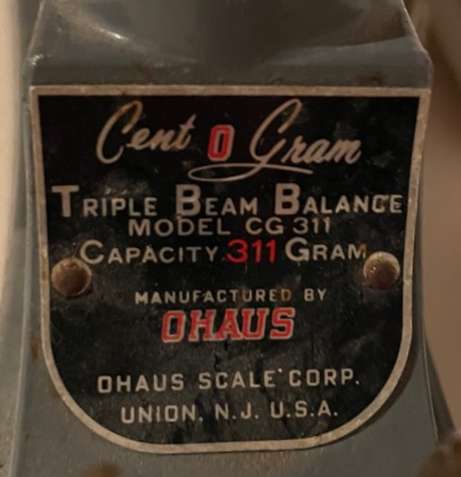 Cent O Gram
TRIPLE BEAM BALANCE
MODEL CG 311
CAPACITY 311 GRAM
MANUFACTURED BY
OHAUS
OHAUS SCALE CORP.
UNION, N.J. U.S.A.